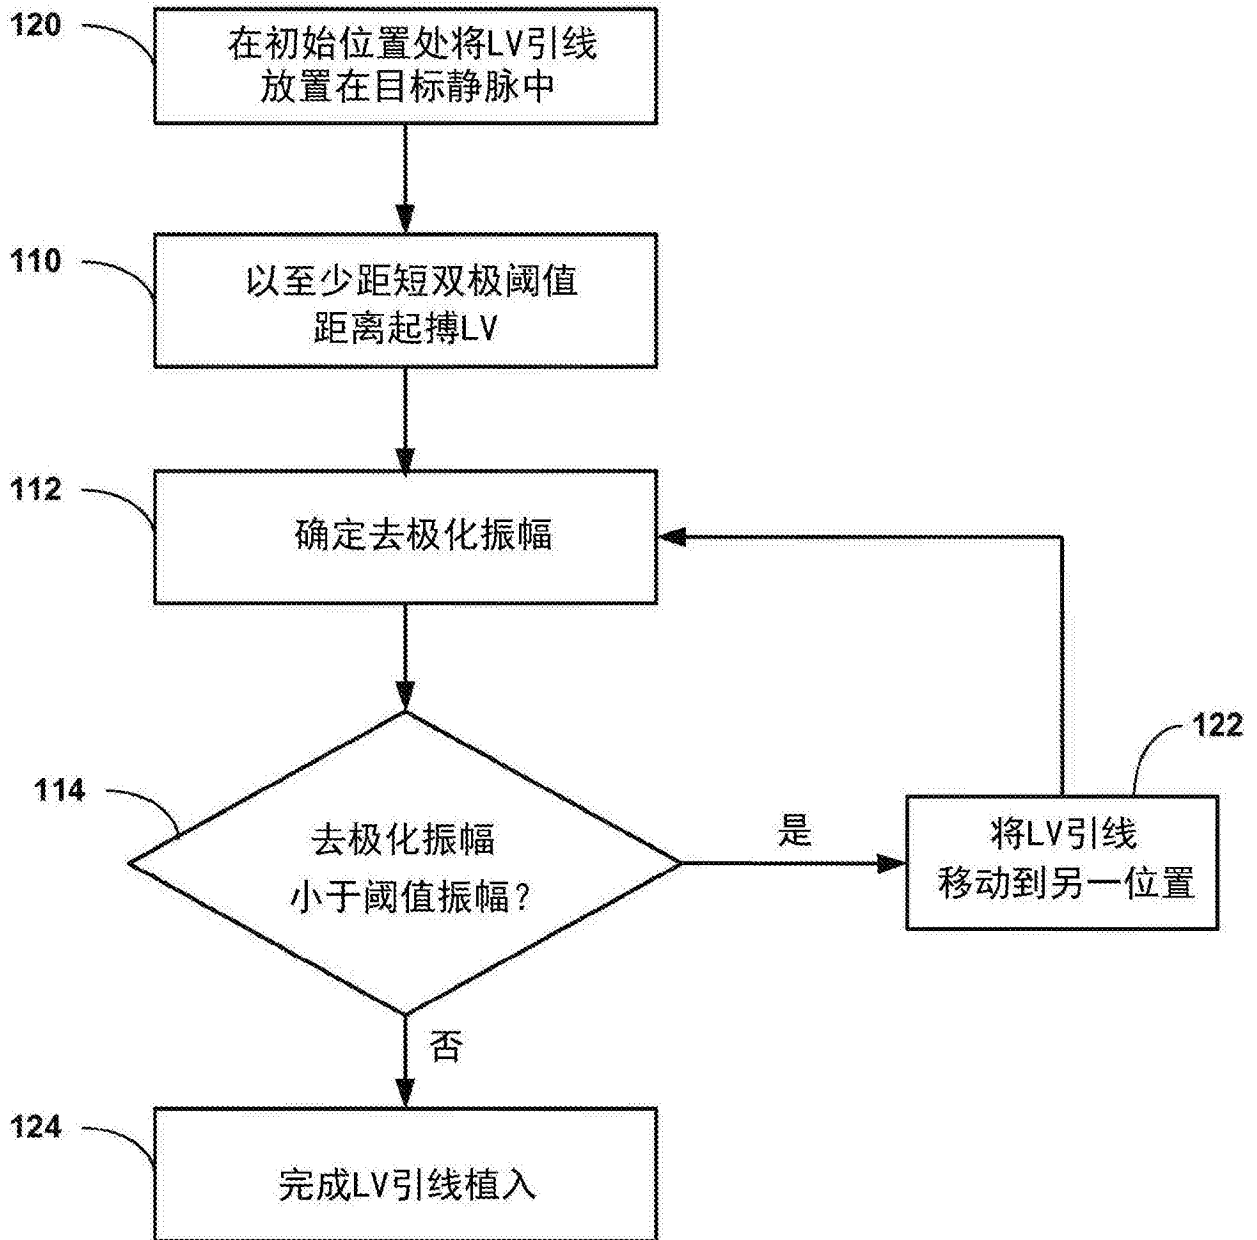 120
在初始位置处将LV引线
放置在目标静脉中
110
以至少距短双极阈值
距离起搏LV
112
确定去极化振幅
114
去极化振幅
小于阈值振幅?
是
122
将LV引线
移动到另一位置
否
124
完成LV引线植入